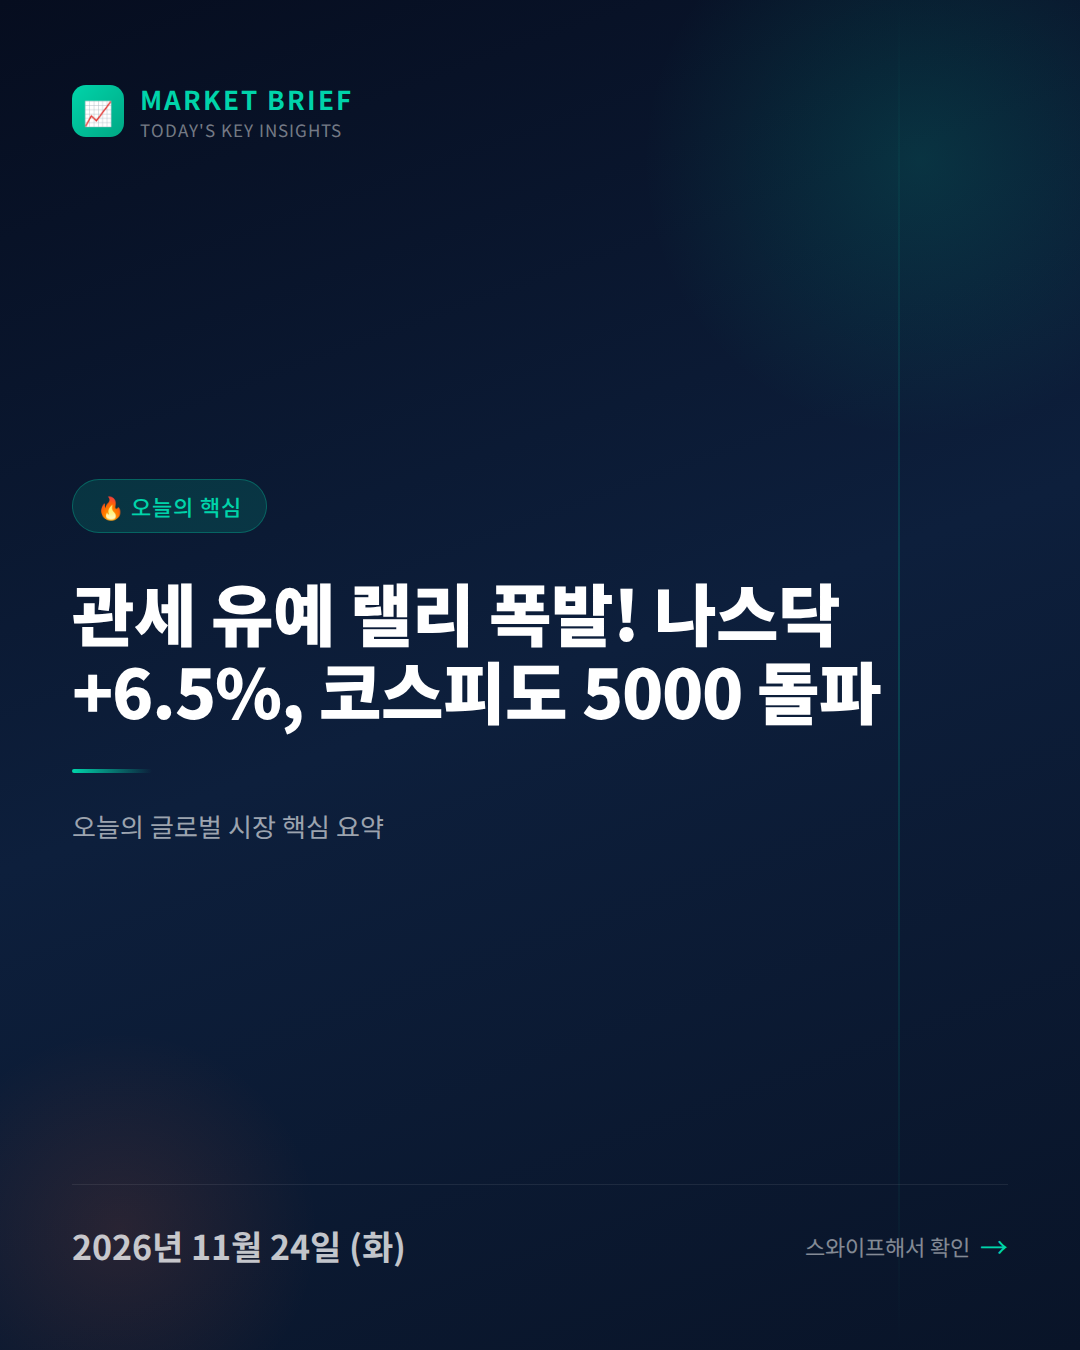 MARKET BRIEF
TODAY'S KEY INSIGHTS
🔥 오늘의 핵심
관세 유예 랠리 폭발! 나스닥
+6.5%, 코스피도 5000 돌파
오늘의 글로벌 시장 핵심 요약
2026년 11월 24일 (화)
스와이프해서 확인 →